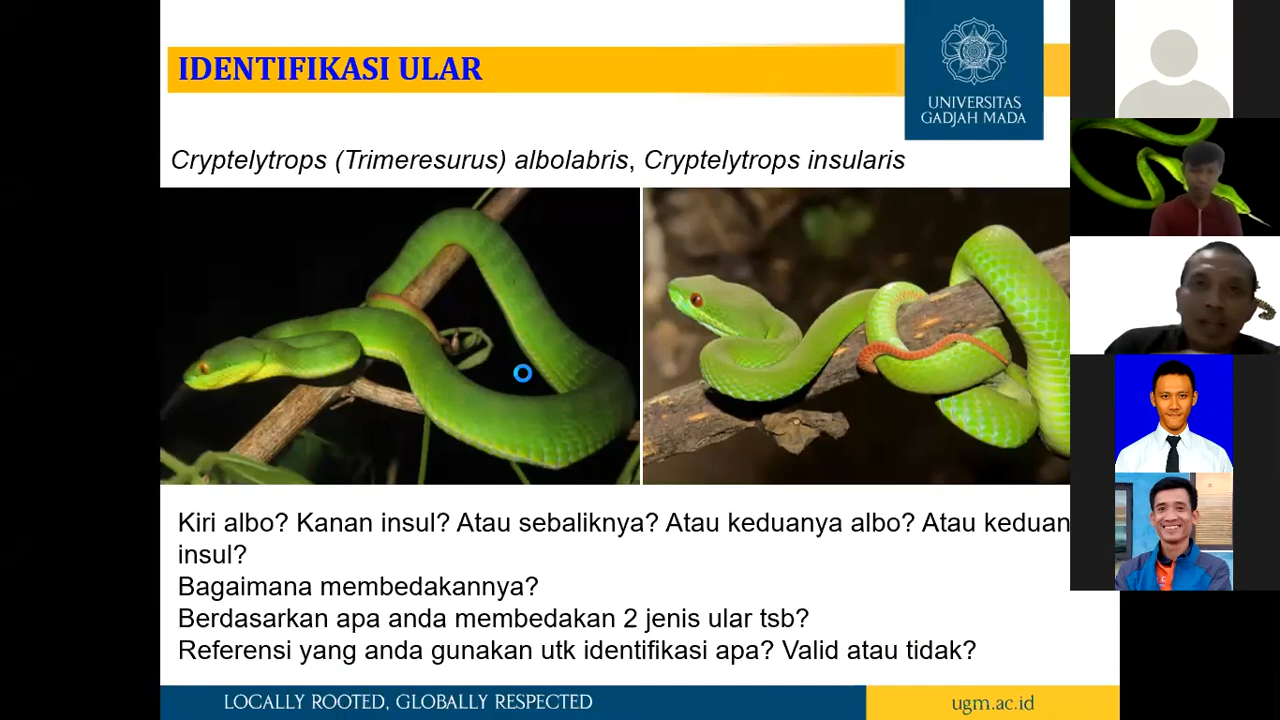 IDENTIFIKASI ULAR
UNIVERSITAS
GADJAH MADA
Cryptelytrops (Trimeresurus) albolabris, Cryptelytrops insularis
Kiri albo? Kanan insul? Atau sebaliknya? Atau keduanya albo? Atau keduan
insul?
Bagaimana membedakannya?
Berdasarkan apa anda membedakan 2 jenis ular tsb?
Referensi yang anda gunakan utk identifikasi apa? Valid atau tidak?
LOCALLY ROOTED, GLOBALLY RESPECTED
ugm.ac.id